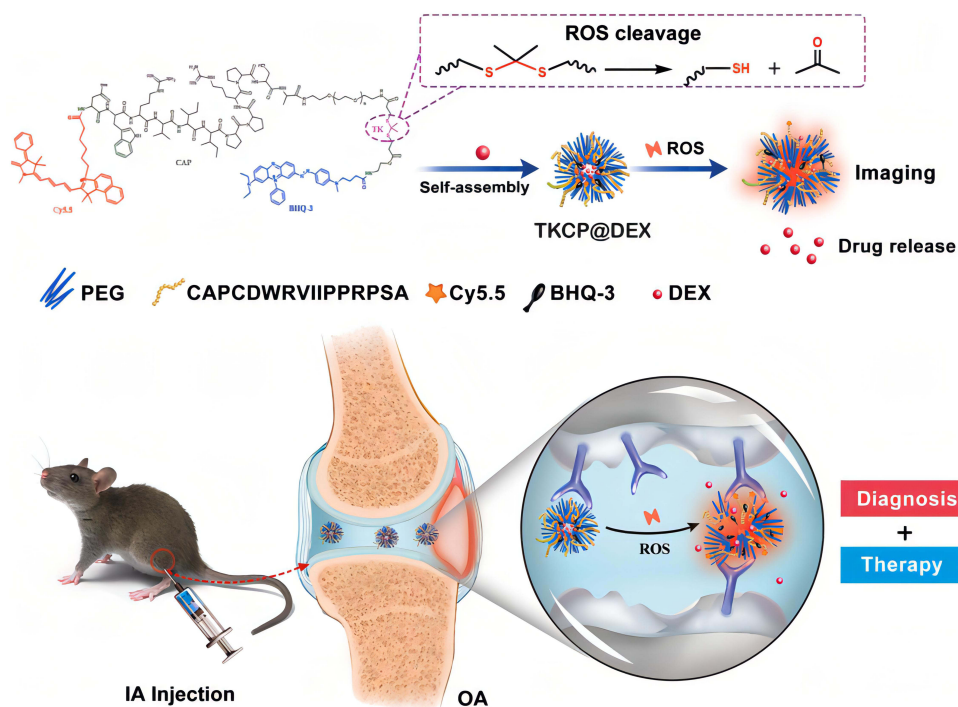 ROS cleavage
S
S
SH
+
O
TK
CAP
Cy5.5
BHQ-3
Self-assembly
ROS
Imaging
TKCP@DEX
Drug release
PEG
CAPCDWRVIIPPRPSA
Cy5.5
BHQ-3
DEX
ROS
Diagnosis
+
Therapy
IA Injection
OA